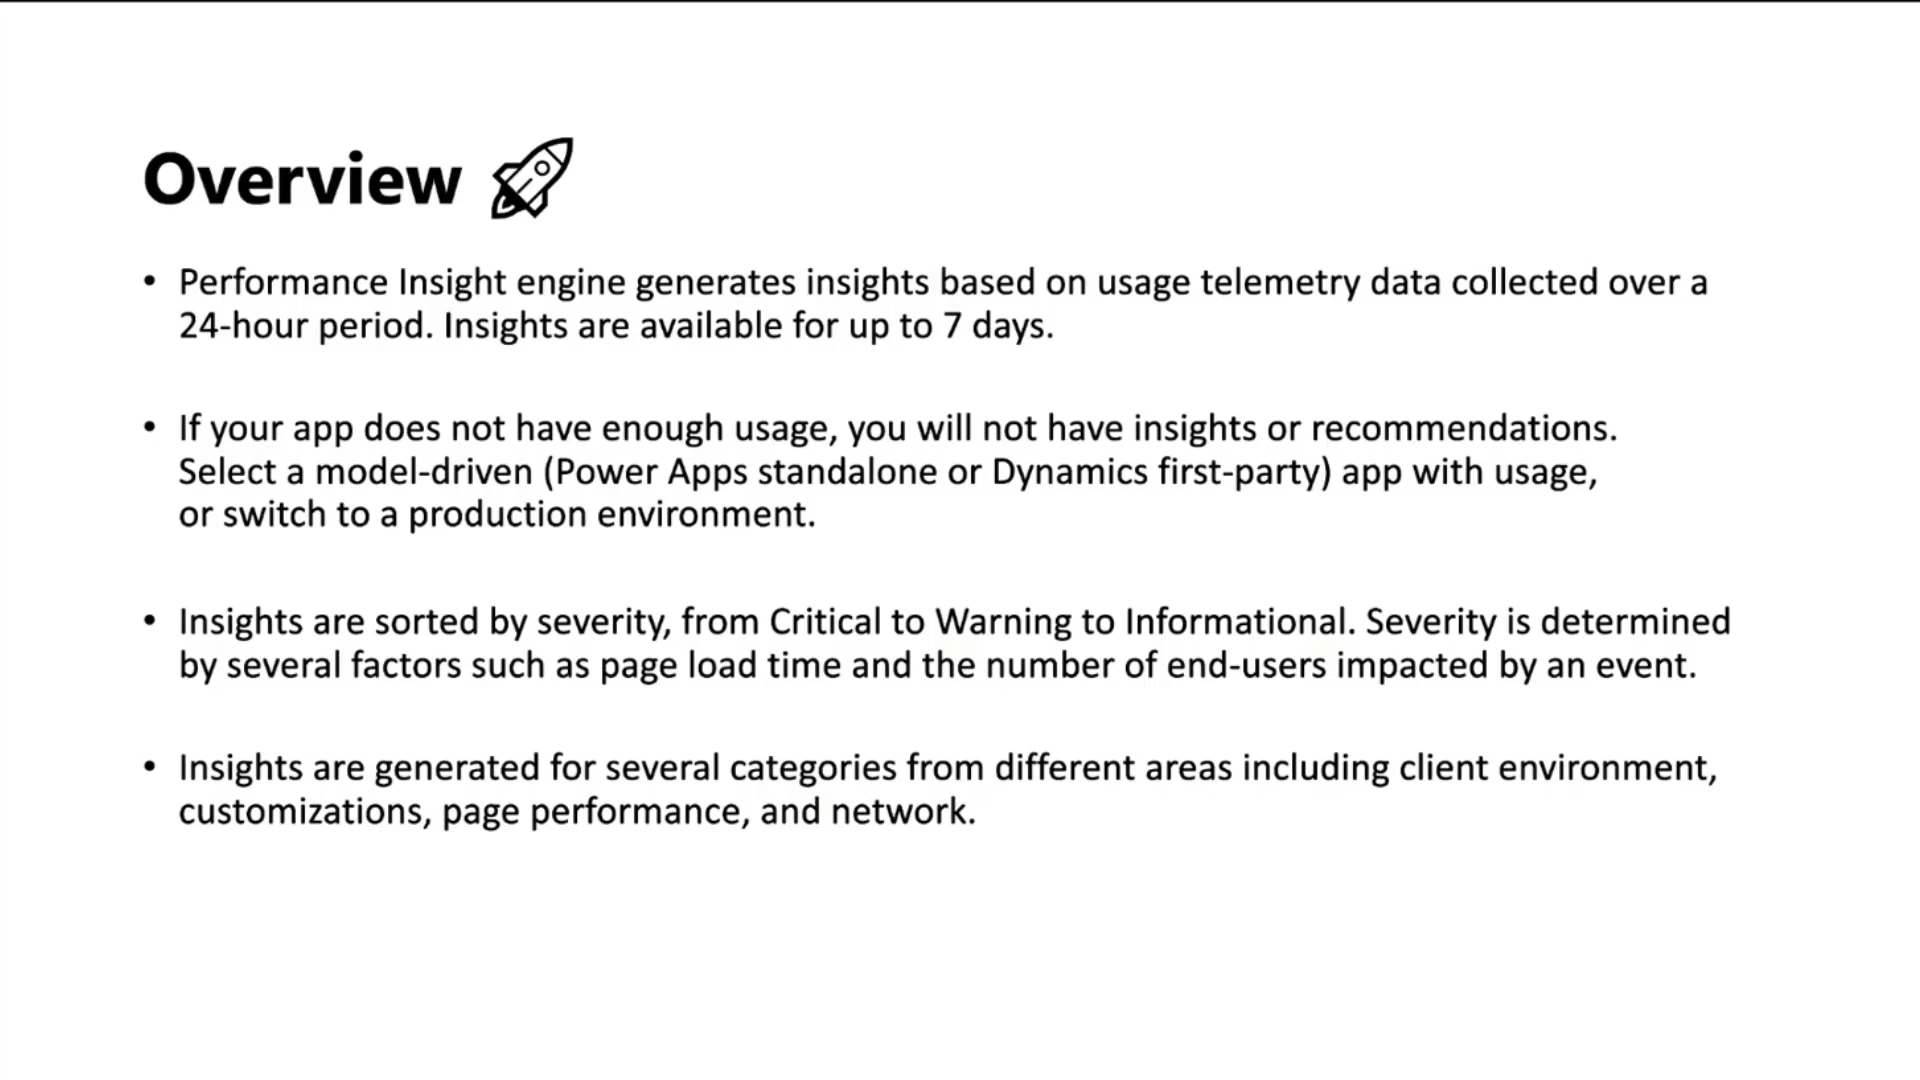 Overview
• Performance Insight engine generates insights based on usage telemetry data collected over a
24-hour period. Insights are available for up to 7 days.
• If your app does not have enough usage, you will not have insights or recommendations.
Select a model-driven (Power Apps standalone or Dynamics first-party) app with usage,
or switch to a production environment.
• Insights are sorted by severity, from Critical to Warning to Informational. Severity is determined
by several factors such as page load time and the number of end-users impacted by an event.
• Insights are generated for several categories from different areas including client environment,
customizations, page performance, and network.